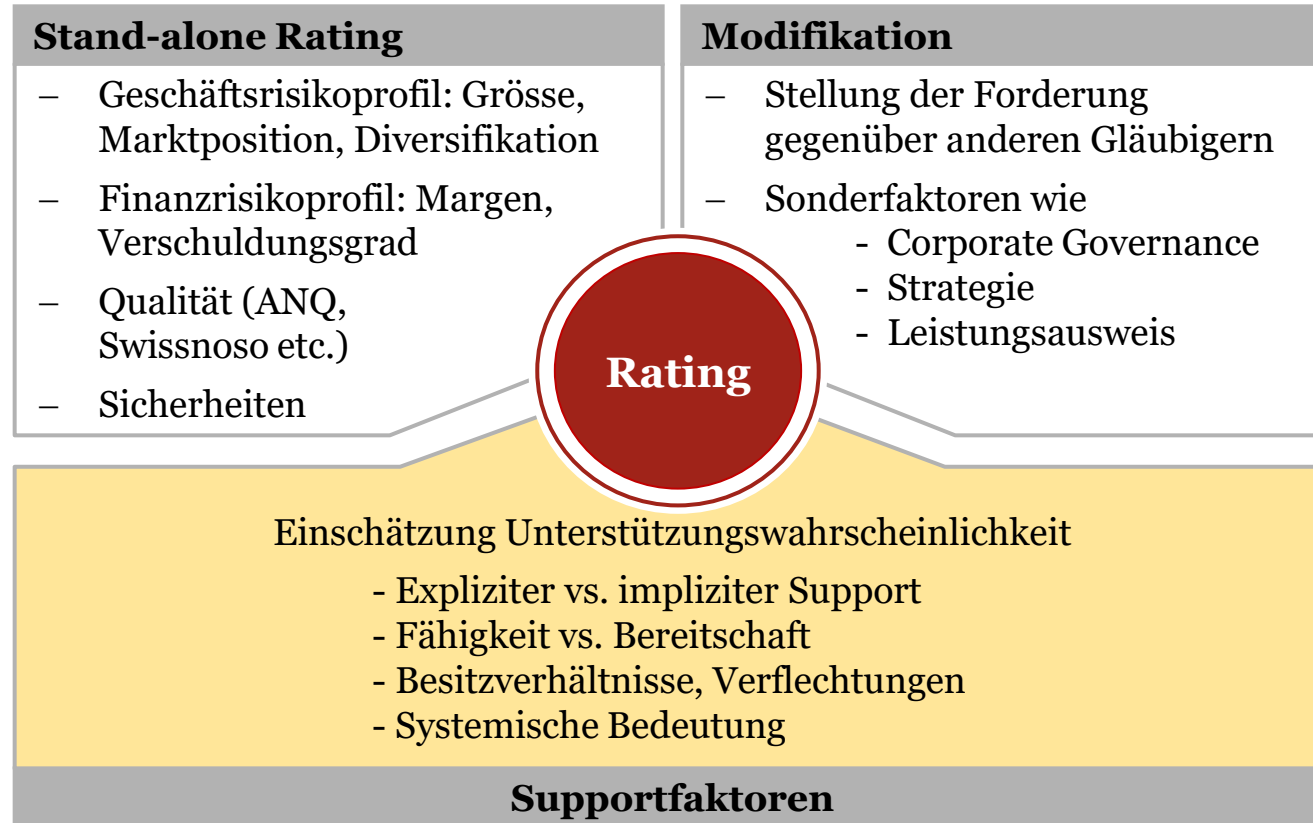 Stand-alone Rating
– Geschäftsrisikoprofil: Grösse,
Marktposition, Diversifikation
– Finanzrisikoprofil: Margen,
Verschuldungsgrad
– Qualität (ANQ,
Swissnoso etc.)
– Sicherheiten
Modifikation
– Stellung der Forderung
gegenüber anderen Gläubigern
– Sonderfaktoren wie
- Corporate Governance
- Strategie
- Leistungsausweis
Rating
Einschätzung Unterstützungswahrscheinlichkeit
- Expliziter vs. impliziter Support
- Fähigkeit vs. Bereitschaft
- Besitzverhältnisse, Verflechtungen
- Systemische Bedeutung
Supportfaktoren